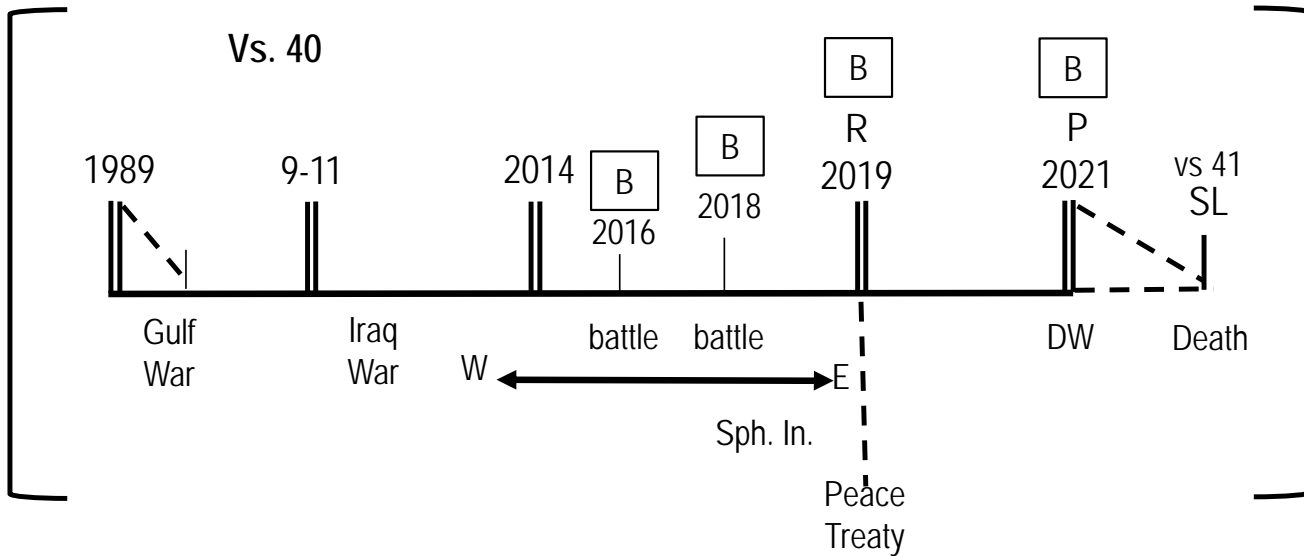 Vs. 40
B
B
R
P
B
B
1989
9-11
2014
2016
2018
2019
2021
vs 41
SL
Gulf
War
Iraq
War
battle
battle
DW
Death
W
E
Sph. In.
Peace
Treaty